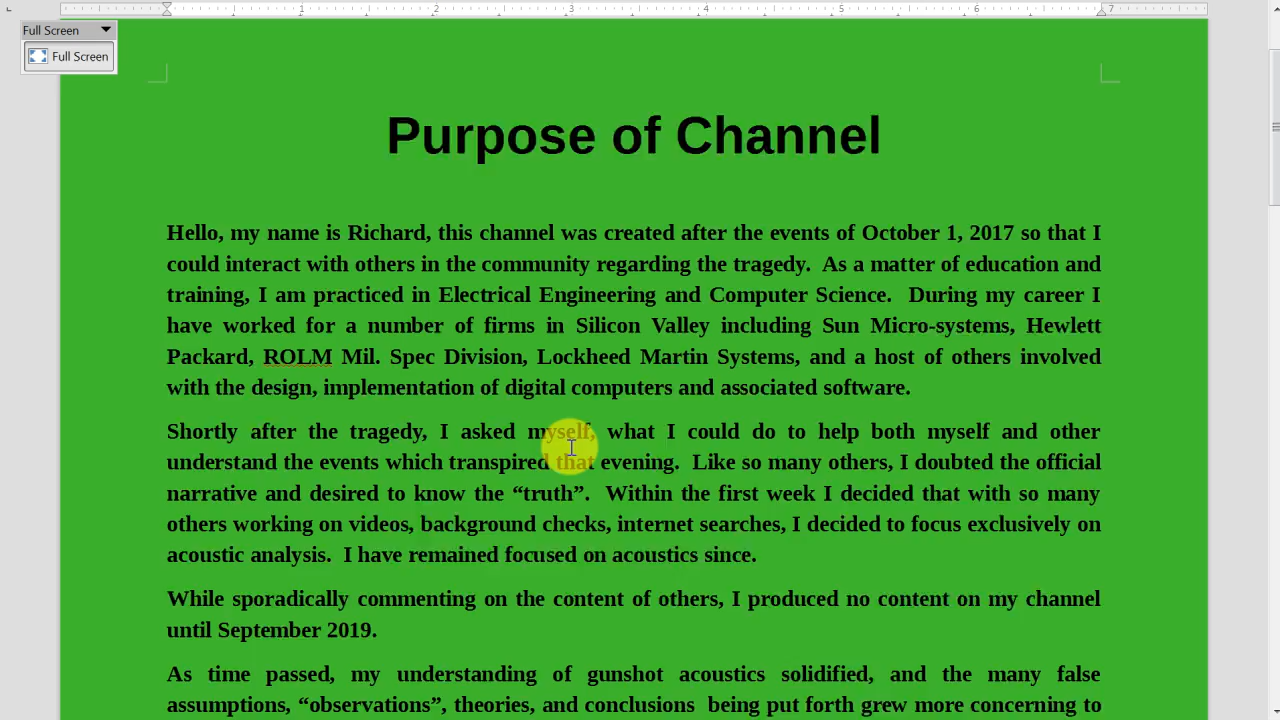 1 2 3 4 5 6 7
Full Screen
Full Screen
Purpose of Channel
Hello, my name is Richard, this channel was created after the events of October 1, 2017 so that I
could interact with others in the community regarding the tragedy.  As a matter of education and
training, I am practiced in Electrical Engineering and Computer Science.  During my career I
have worked for a number of firms in Silicon Valley including Sun Micro-systems, Hewlett
Packard, ROLM Mil. Spec Division, Lockheed Martin Systems, and a host of others involved
with the design, implementation of digital computers and associated software.
Shortly after the tragedy, I asked myself, what I could do to help both myself and other
understand the events which transpired that evening.  Like so many others, I doubted the official
narrative and desired to know the “truth”.  Within the first week I decided that with so many
others working on videos, background checks, internet searches, I decided to focus exclusively on
acoustic analysis.  I have remained focused on acoustics since.
While sporadically commenting on the content of others, I produced no content on my channel
until September 2019.
As time passed, my understanding of gunshot acoustics solidified, and the many false
assumptions, “observations”, theories, and conclusions  being put forth grew more concerning to